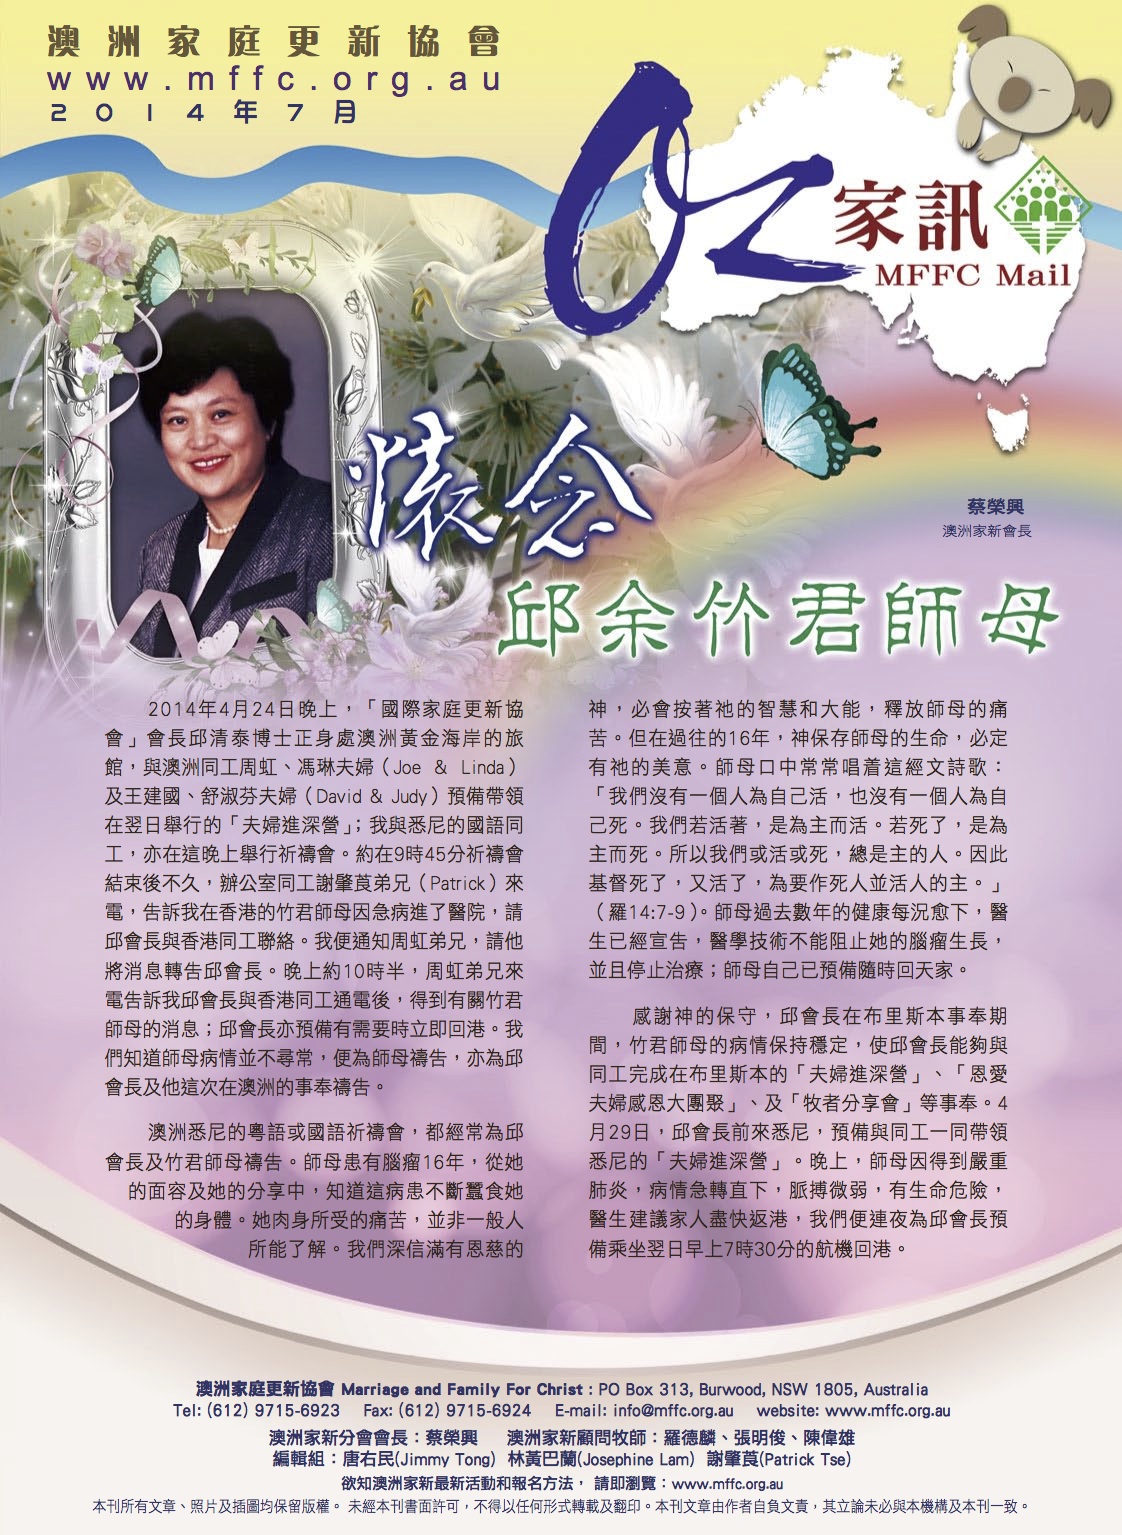 澳洲家庭更新協會
www.mffc.org.au
2014年7月
OZ
家訊
MFFC Mail
懷念
蔡榮興
澳洲家新會長
邱余竹君師母
2014年4月24日晚上，「國際家庭更新協
會」會長邱清泰博士正身處澳洲黃金海岸的旅
館，與澳洲同工周虹、馮琳夫婦（Joe & Linda）
及王建國、舒淑芬夫婦（David & Judy）預備帶領
在翌日舉行的「夫婦進深營」；我與悉尼的國語同
工，亦在這晚上舉行祈禱會。約在9時45分祈禱會
結束後不久，辦公室同工謝肇莨弟兄（Patrick）來
電，告訴我在香港的竹君師母因急病進了醫院，請
邱會長與香港同工聯絡。我便通知周虹弟兄，請他
將消息轉告邱會長。晚上約10時半，周虹弟兄來
電告訴我邱會長與香港同工通電後，得到有關竹君
師母的消息；邱會長亦預備有需要時立即回港。我
們知道師母病情並不尋常，便為師母禱告，亦為邱
會長及他這次在澳洲的事奉禱告。
澳洲悉尼的粵語或國語祈禱會，都經常為邱
會長及竹君師母禱告。師母患有腦瘤16年，從她
的面容及她的分享中，知道這病患不斷蠶食她
的身體。她肉身所受的痛苦，並非一般人
所能了解。我們深信滿有恩慈的
神，必會按著祂的智慧和大能，釋放師母的痛
苦。但在過往的16年，神保存師母的生命，必定
有祂的美意。師母口中常常唱着這經文詩歌：
「我們沒有一個人為自己活，也沒有一個人為自
己死。我們若活著，是為主而活。若死了，是為
主而死。所以我們或活或死，總是主的人。因此
基督死了，又活了，為要作死人並活人的主。」
（羅14:7-9）。師母過去數年的健康每況愈下，醫
生已經宣告，醫學技術不能阻止她的腦瘤生長，
並且停止治療；師母自己已預備隨時回天家。
感謝神的保守，邱會長在布里斯本事奉期
間，竹君師母的病情保持穩定，使邱會長能夠與
同工完成在布里斯本的「夫婦進深營」、「恩愛
夫婦感恩大團聚」、及「牧者分享會」等事奉。4
月29日，邱會長前來悉尼，預備與同工一同帶領
悉尼的「夫婦進深營」。晚上，師母因得到嚴重
肺炎，病情急轉直下，脈搏微弱，有生命危險，
醫生建議家人盡快返港，我們便連夜為邱會長預
備乘坐翌日早上7時30分的航機回港。
澳洲家庭更新協會 Marriage and Family For Christ : PO Box 313, Burwood, NSW 1805, Australia
Tel: (612) 9715-6923 Fax: (612) 9715-6924 E-mail: info@mffc.org.au website: www.mffc.org.au
澳洲家新分會會長：蔡榮興 澳洲家新顧問牧師：羅德麟、張明俊、陳偉雄
編輯組：唐右民(Jimmy Tong) 林黃巴蘭(Josephine Lam) 謝肇莨(Patrick Tse)
欲知澳洲家新最新活動和報名方法， 請即瀏覽：www.mffc.org.au
本刊所有文章、照片及插圖均保留版權。 未經本刊書面許可，不得以任何形式轉載及翻印。本刊文章由作者自負文責，其立論未必與本機構及本刊一致。